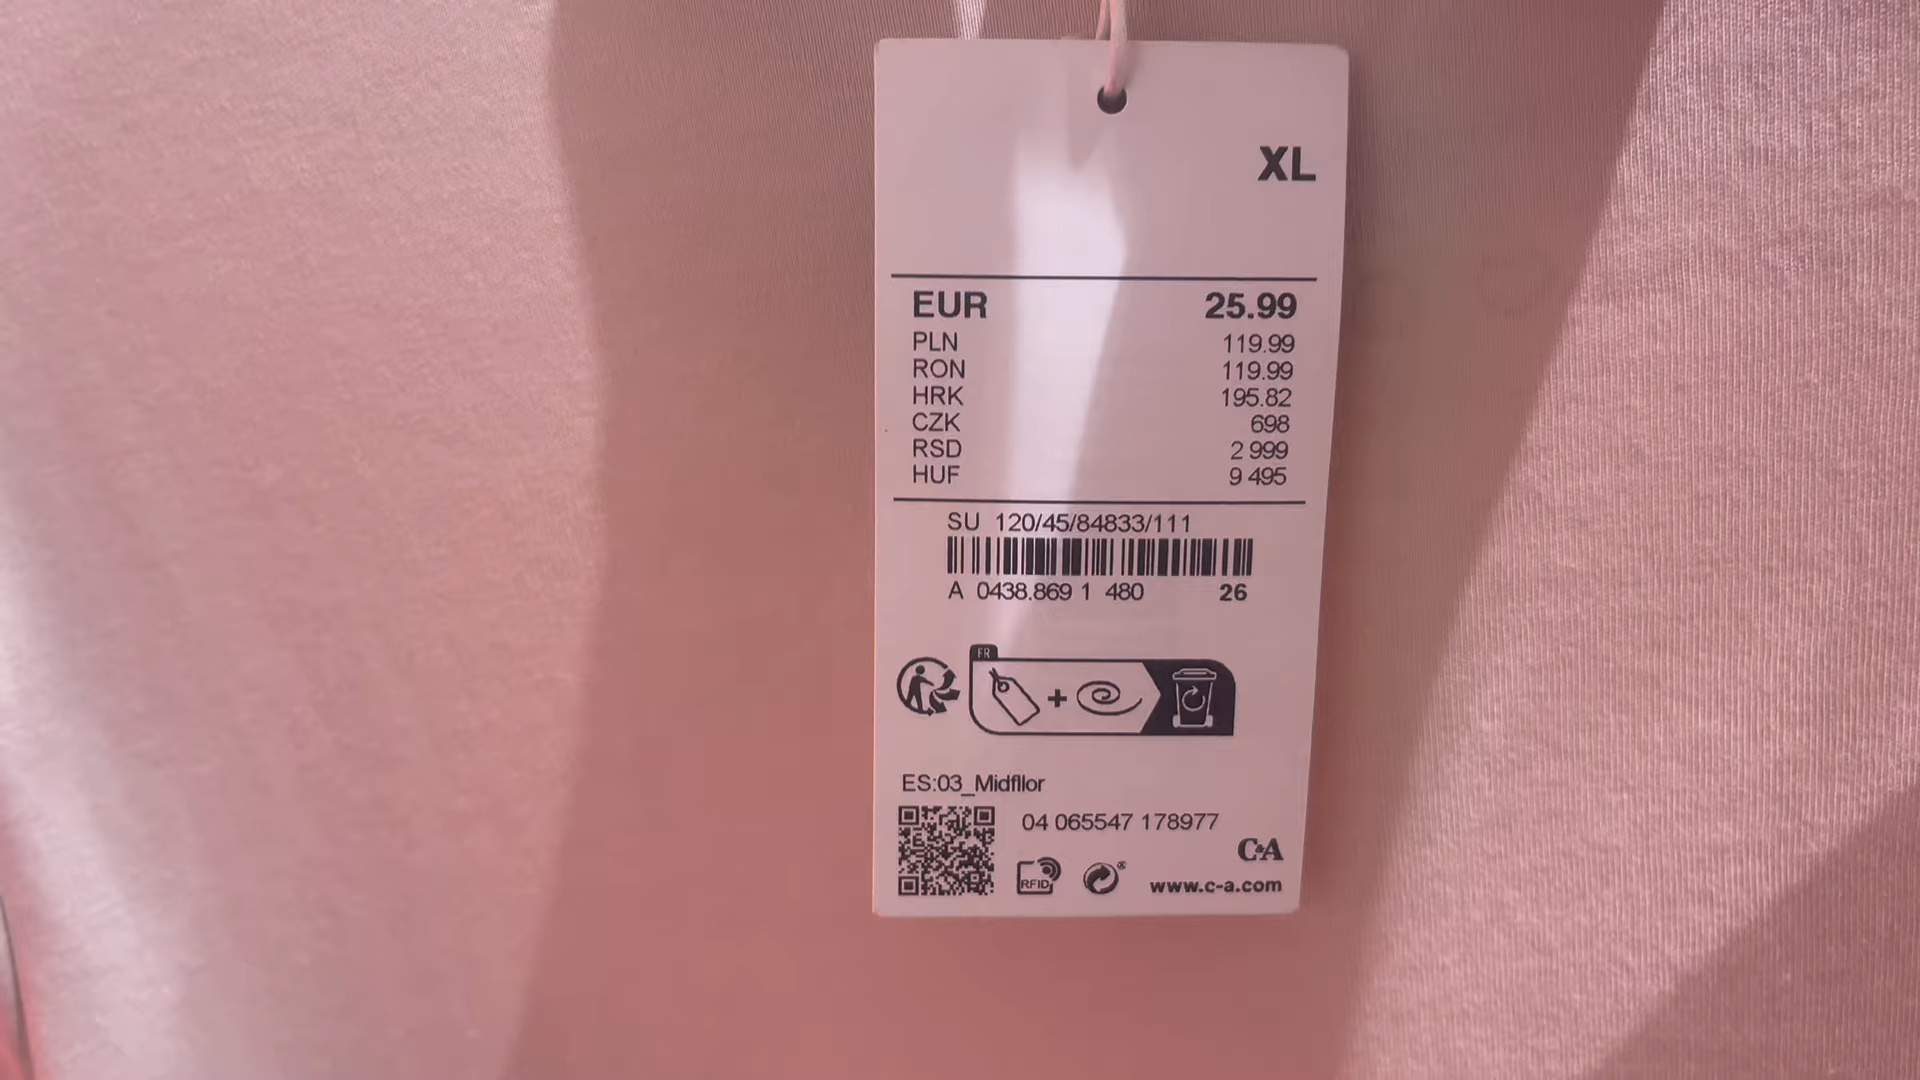 XL
EUR 25.99
PLN 119.99
RON 119.99
HRK 195.82
CZK 698
RSD 2 999
HUF 9 495
SU 120/45/84833/111
A 0438.869 1 480 26
FR
+
ES:03_Midfllor
04 065547 178977
C&A
RFID
www.c-a.com